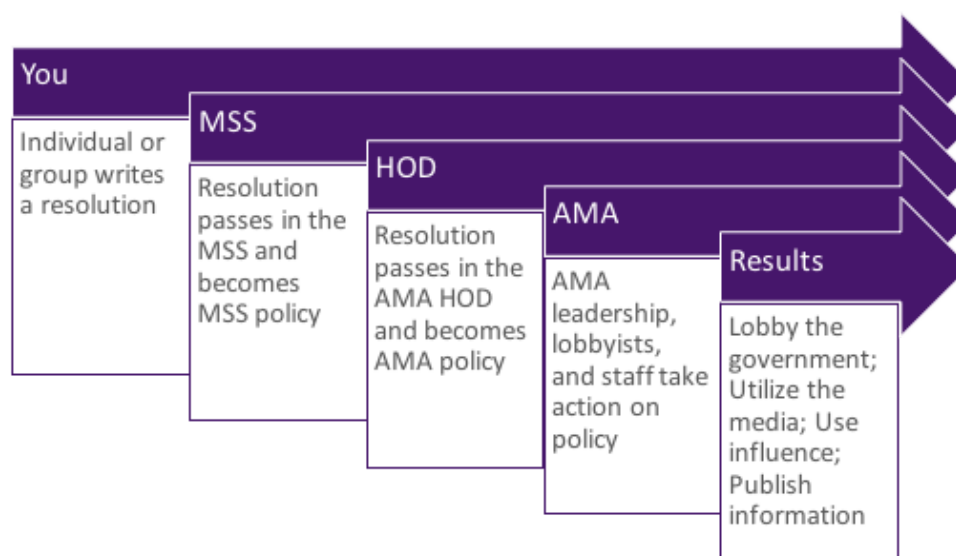 You
Individual or
group writes
a resolution
MSS
Resolution
passes in the
MSS and
becomes
MSS policy
HOD
Resolution
passes in the
AMA HOD
and becomes
AMA policy
AMA
AMA
leadership,
lobbyists,
and staff take
action on
policy
Results
Lobby the
government;
Utilize the
media; Use
influence;
Publish
information